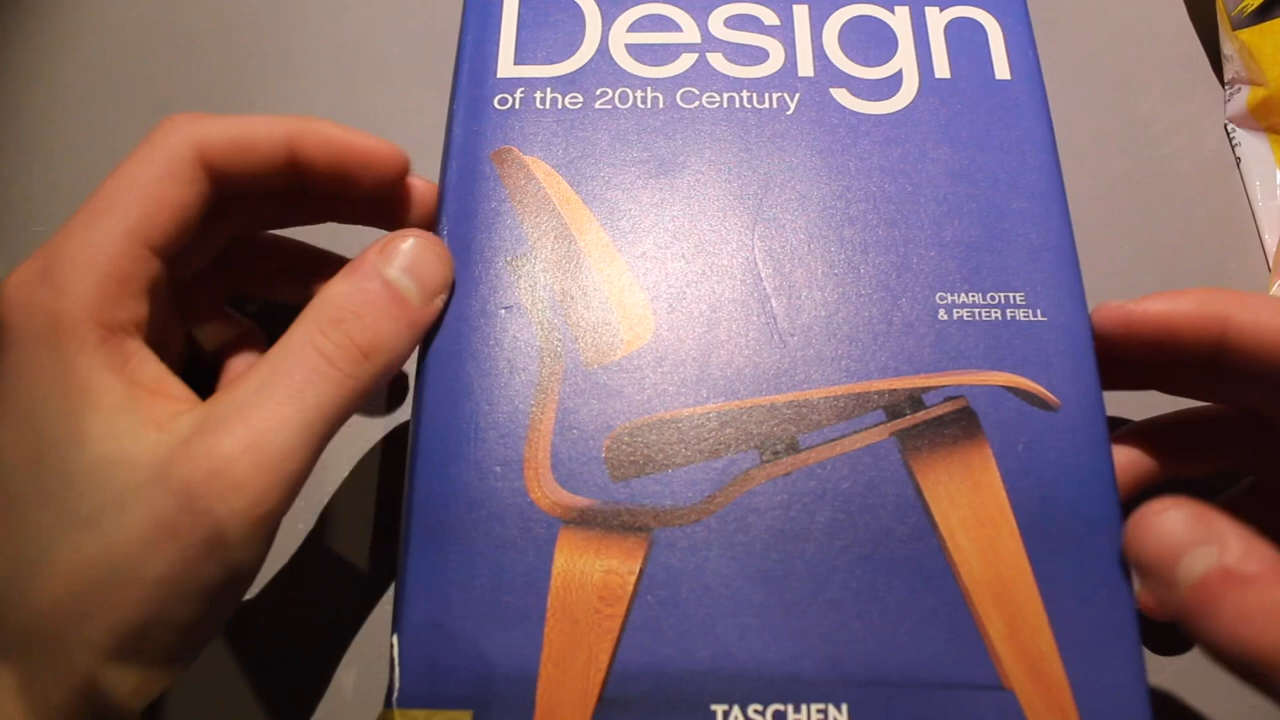 Design
of the 20th Century
CHARLOTTE
& PETER FIELL
TASCHEN